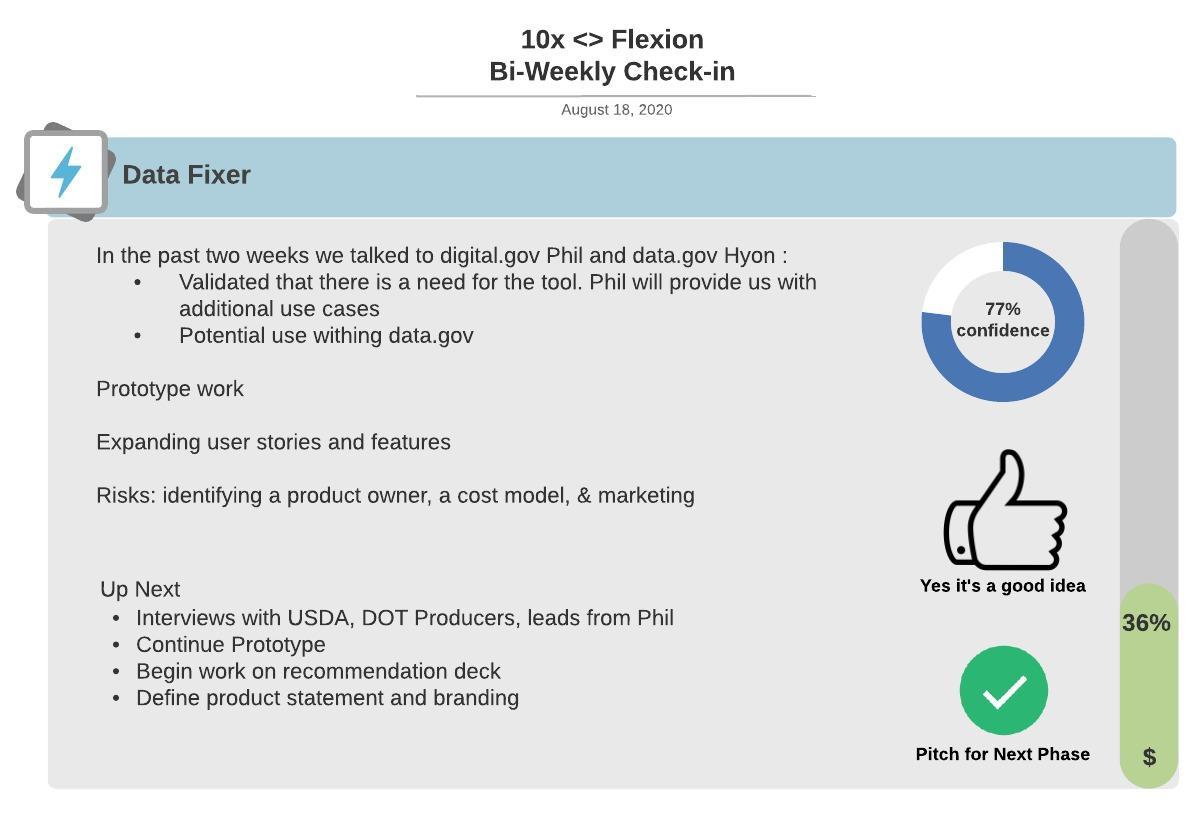 10x <> Flexion
Bi-Weekly Check-in
August 18, 2020
Data Fixer
In the past two weeks we talked to digital.gov Phil and data.gov Hyon :
• Validated that there is a need for the tool. Phil will provide us with
additional use cases
• Potential use withing data.gov
Prototype work
Expanding user stories and features
Risks: identifying a product owner, a cost model, & marketing
Up Next
• Interviews with USDA, DOT Producers, leads from Phil
• Continue Prototype
• Begin work on recommendation deck
• Define product statement and branding
77%
confidence
Yes it's a good idea
Pitch for Next Phase
36%
$